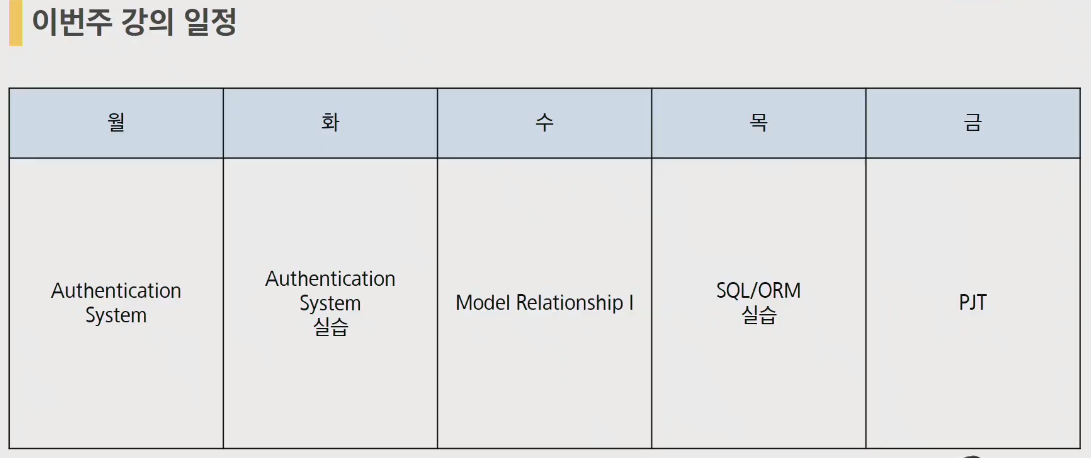 이번주 강의 일정
월
화
수
목
금
Authentication
System
Authentication
System
실습
Model Relationship I
SQL/ORM
실습
PJT